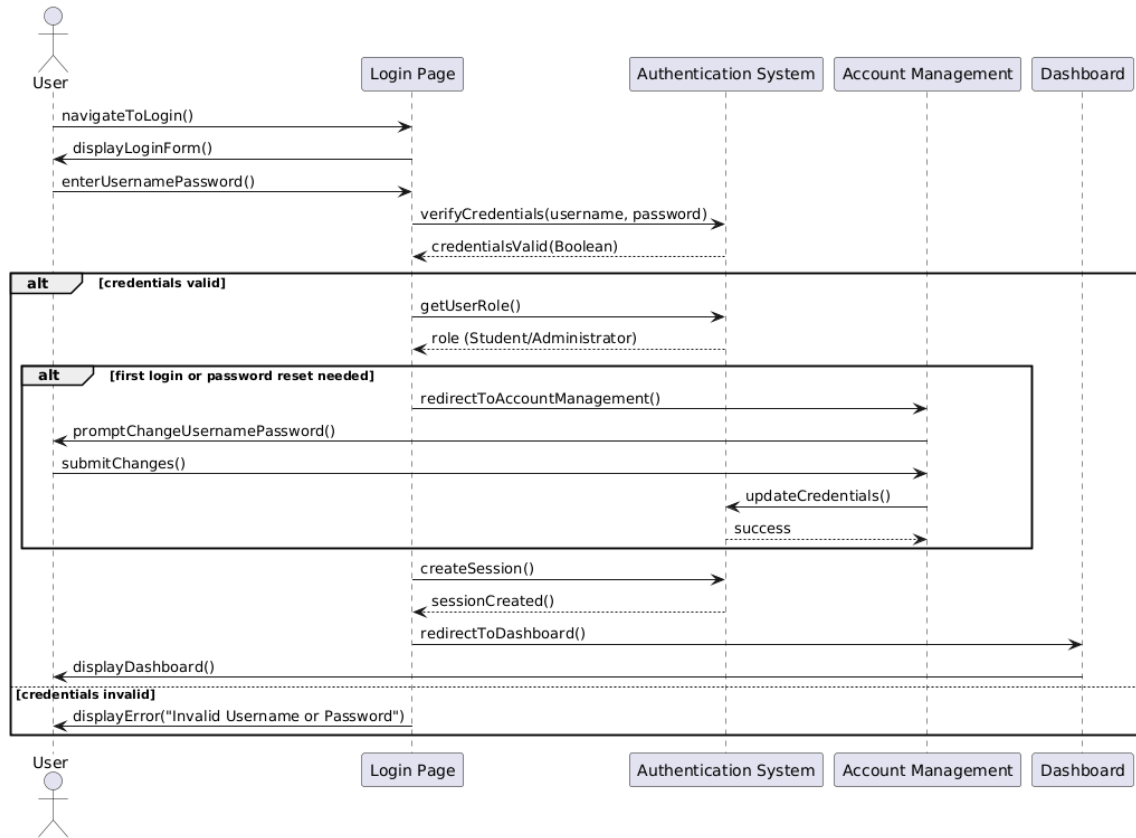 User
Login Page
Authentication System
Account Management
Dashboard
navigateToLogin()
displayLoginForm()
enterUsernamePassword()
verifyCredentials(username, password)
credentialsValid(Boolean)
alt
[credentials valid]
getUserRole()
role (Student/Administrator)
alt
[first login or password reset needed]
redirectToAccountManagement()
promptChangeUsernamePassword()
submitChanges()
updateCredentials()
success
createSession()
sessionCreated()
redirectToDashboard()
displayDashboard()
[credentials invalid]
displayError("Invalid Username or Password")
User
Login Page
Authentication System
Account Management
Dashboard